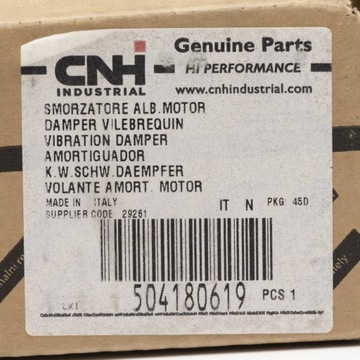 CNH
INDUSTRIAL
Genuine Parts
HI PERFORMANCE
www.cnhindustrial.com
SMORZATORE ALB.MOTOR
DAMPER VILEBREQUIN
VIBRATION DAMPER
AMORTIGUADOR
K.W.SCHW.DAEMPFER
VOLANTE AMORT. MOTOR
MADE IN ITALY IT N PKG 45D
SUPPLIER CODE 29261
LXI 504180619 PCS 1